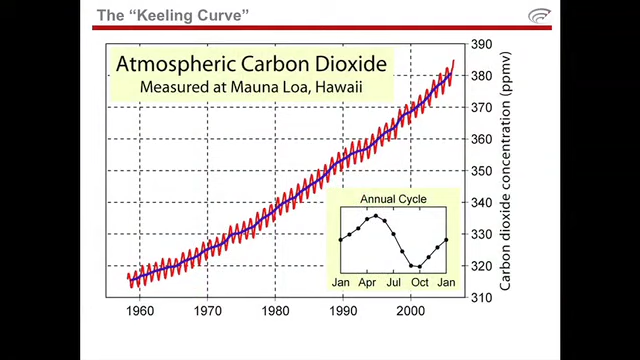 The “Keeling Curve”
Atmospheric Carbon Dioxide
Measured at Mauna Loa, Hawaii
390
380
370
360
350
340
330
320
310
Carbon dioxide concentration (ppmv)
Annual Cycle
Jan Apr Jul Oct Jan
1960 1970 1980 1990 2000